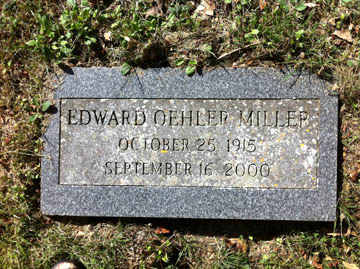 EDWARD OEHLER MILLER
OCTOBER 25, 1915
SEPTEMBER 16, 2000